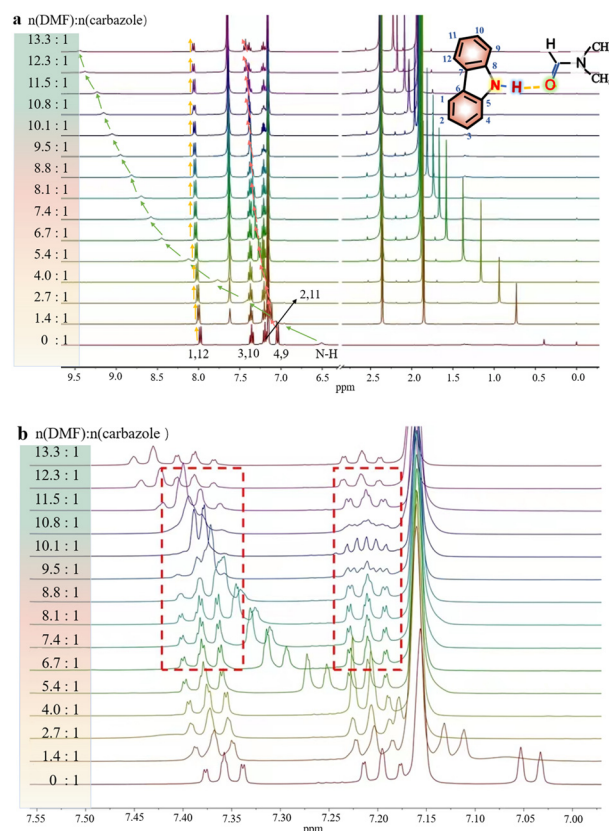 a n(DMF):n(carbazole)
13.3 : 1
12.3 : 1
11.5 : 1
10.8 : 1
10.1 : 1
9.5 : 1
8.8 : 1
8.1 : 1
7.4 : 1
6.7 : 1
5.4 : 1
4.0 : 1
2.7 : 1
1.4 : 1
0 : 1
10
11
9
12
8
7
6
5
1
2
3
4
N
H
O
H
C
N
CH
CH
2,11
1,12
3,10
4,9
N-H
9.5 9.0 8.5 8.0 7.5 7.0 6.5 2.5 2.0 1.5 1.0 0.5 0.0
ppm
b n(DMF):n(carbazole )
13.3 : 1
12.3 : 1
11.5 : 1
10.8 : 1
10.1 : 1
9.5 : 1
8.8 : 1
8.1 : 1
7.4 : 1
6.7 : 1
5.4 : 1
4.0 : 1
2.7 : 1
1.4 : 1
0 : 1
7.55 7.50 7.45 7.40 7.35 7.30 7.25 7.20 7.15 7.10 7.05 7.00
ppm